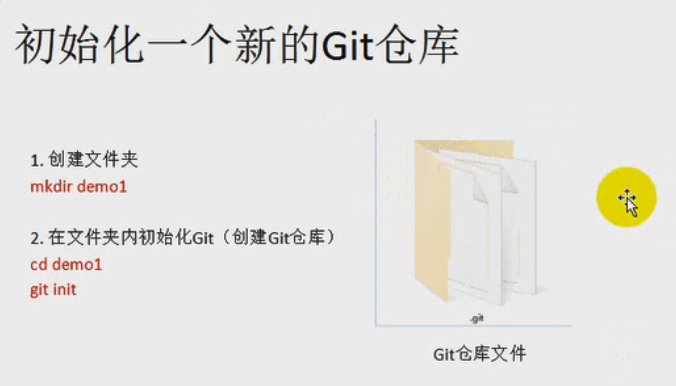 初始化一个新的Git仓库
1. 创建文件夹
mkdir demo1
2. 在文件夹内初始化Git（创建Git仓库）
cd demo1
git init
.git
Git仓库文件